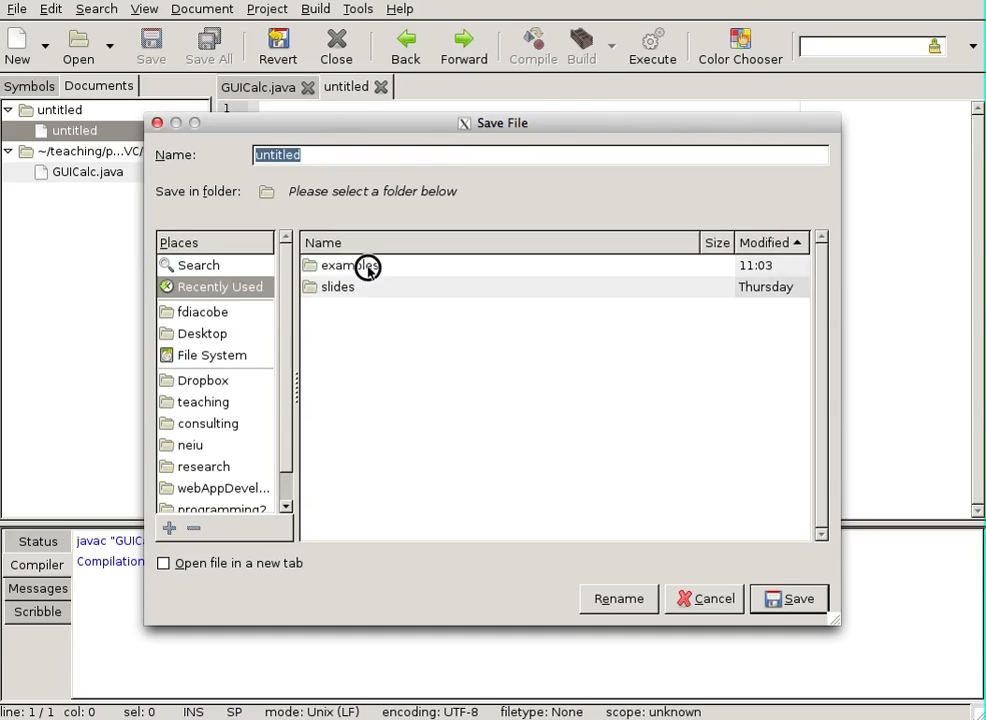 File Edit Search View Document Project Build Tools Help
New Open Save Save All Revert Close Back Forward Compile Build Execute Color Chooser
Symbols Documents GUICalc.java untitled
untitled
1
untitled
~/teaching/p...VC/
GUICalc.java
Save File
Name: untitled
Save in folder: Please select a folder below
Places
Search
Recently Used
fdiacobe
Desktop
File System
Dropbox
teaching
consulting
neiu
research
webAppDevel...
programming2
Name Size Modified
examples 11:03
slides Thursday
Open file in a new tab
Rename Cancel Save
Status
Compiler
Messages
Scribble
javac "GUIC
Compilation
line: 1 / 1 col: 0 sel: 0 INS SP mode: Unix (LF) encoding: UTF-8 filetype: None scope: unknown